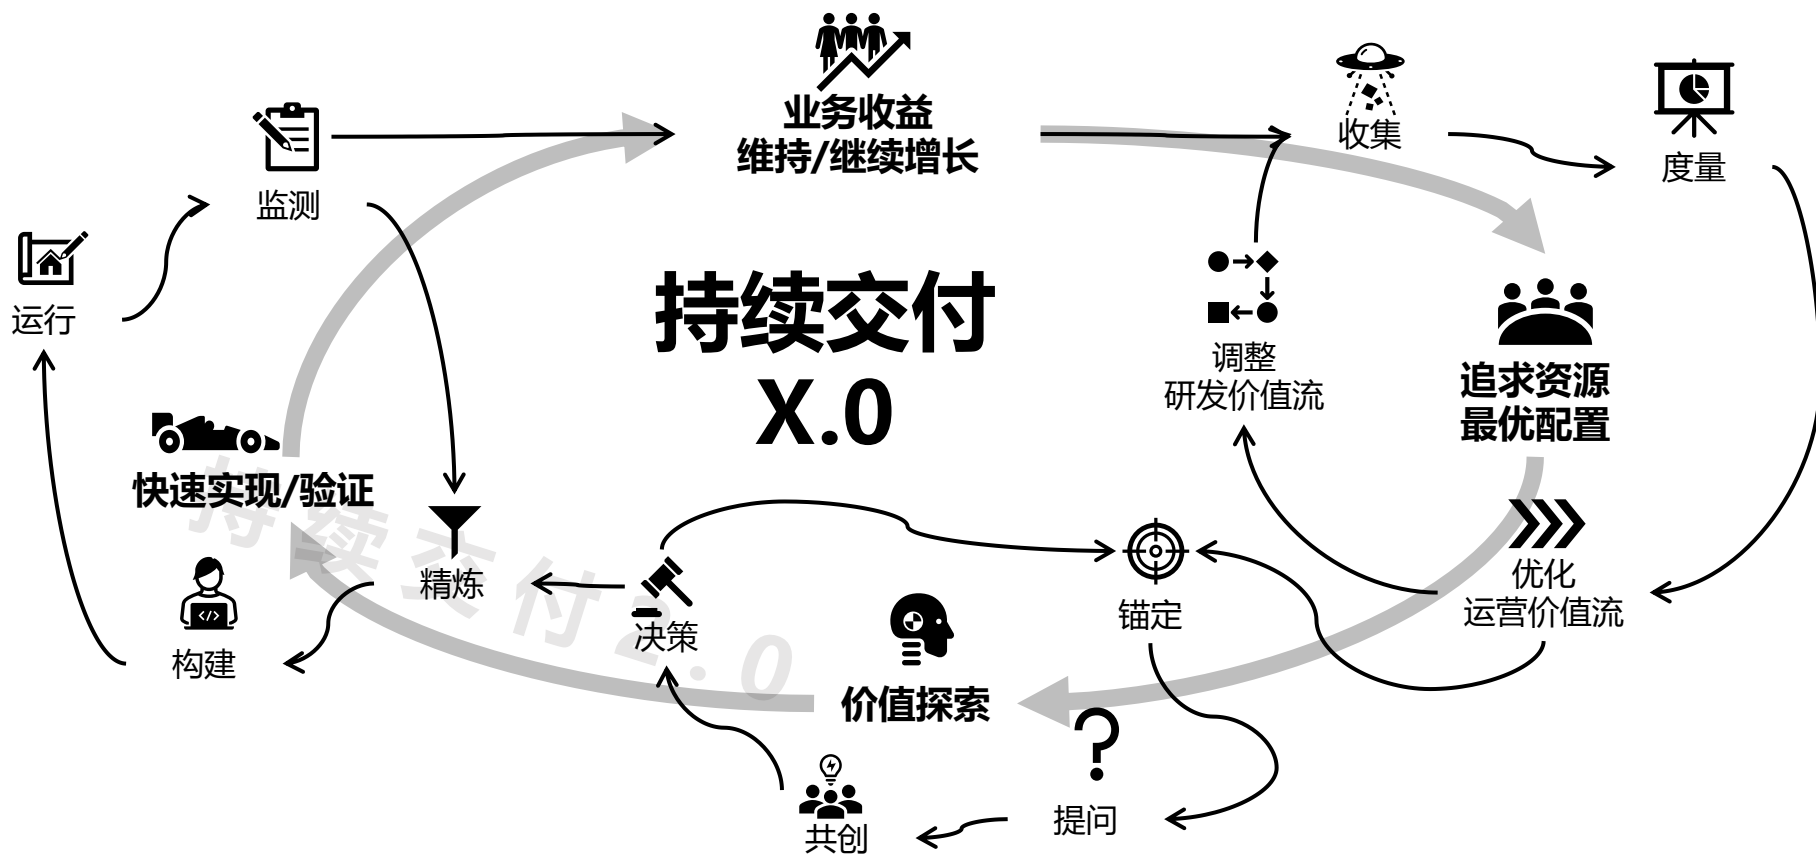 业务收益
维持/继续增长
收集
度量
监测
运行
持续交付
X.0
调整
研发价值流
追求资源
最优配置
快速实现/验证
持续交付2.0
精炼
优化
运营价值流
锚定
决策
构建
价值探索
提问
共创